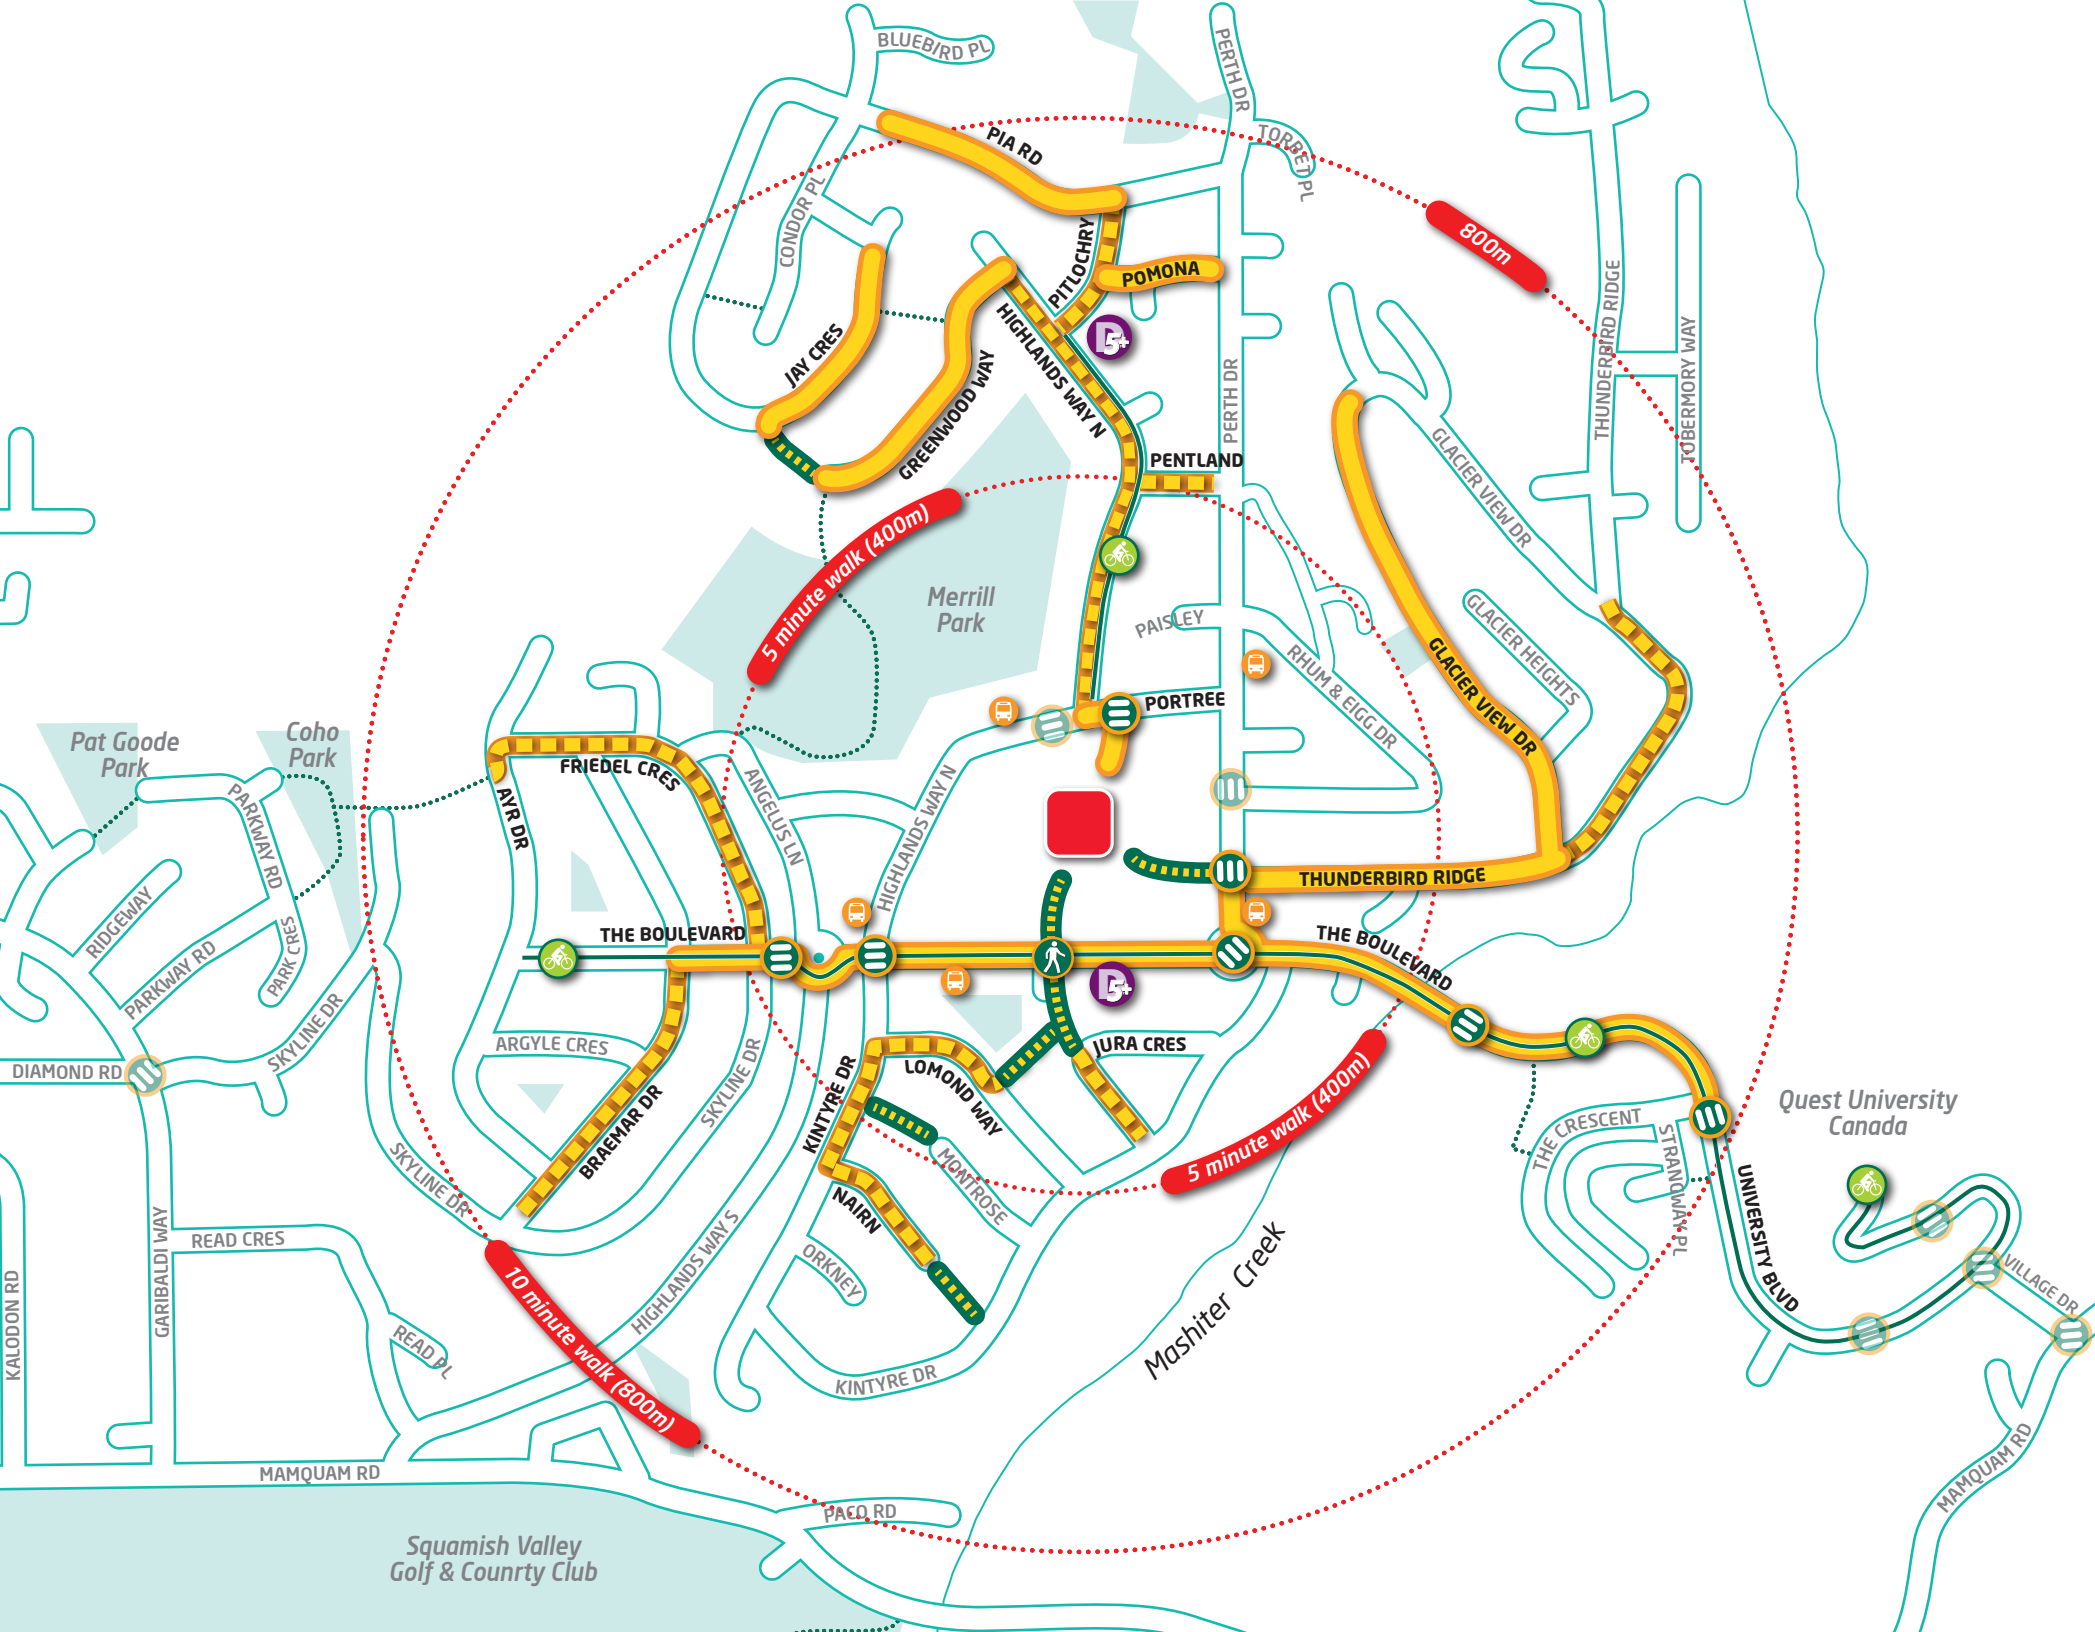 BLUEBIRD PL
PERTH DR
PIA RD
TORBET PL
CONDOR PL
800m
PITLOCHRY
POMONA
THUNDERBIRD RIDGE
TOBERMORY WAY
JAY CRES
HIGHLANDS WAY N
D
5+
GREENWOOD WAY
PERTH DR
PENTLAND
GLACIER VIEW DR
5 minute walk (400m)
Merrill
Park
PAISLEY
GLACIER HEIGHTS
RHUM & EIGG DR
GLACIER VIEW DR
PORTREE
Pat Goode
Park
Coho
Park
FRIEDEL CRES
AYR DR
ANGELUS LN
HIGHLANDS WAY N
PARKWAY RD
RIDGEWAY
PARKWAY RD
PARK CRES
THUNDERBIRD RIDGE
THE BOULEVARD
THE BOULEVARD
D
5+
SKYLINE DR
DIAMOND RD
ARGYLE CRES
JURA CRES
LOMOND WAY
KINTYRE DR
SKYLINE DR
BRAEMAR DR
5 minute walk (400m)
Quest University
Canada
THE CRESCENT
STRANGWAY PL
SKYLINE DR
MONTROSE
NAIRN
UNIVERSITY BLVD
READ CRES
GARIBALDI WAY
KALODON RD
HIGHLANDS WAY S
ORKNEY
VILLAGE DR
Mashiter Creek
10 minute walk (800m)
READ PL
KINTYRE DR
MAMQUAM RD
MAMQUAM RD
PACO RD
Squamish Valley
Golf & Counrty Club